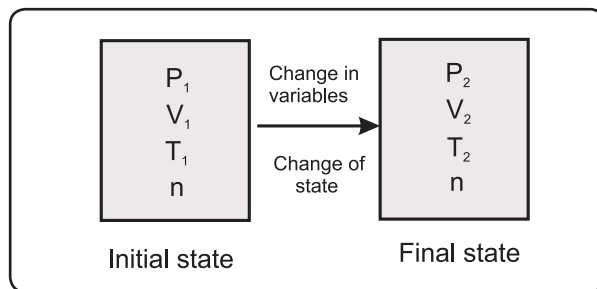 P₁
V₁
T₁
n
Initial state
Change in
variables
Change of
state
P₂
V₂
T₂
n
Final state